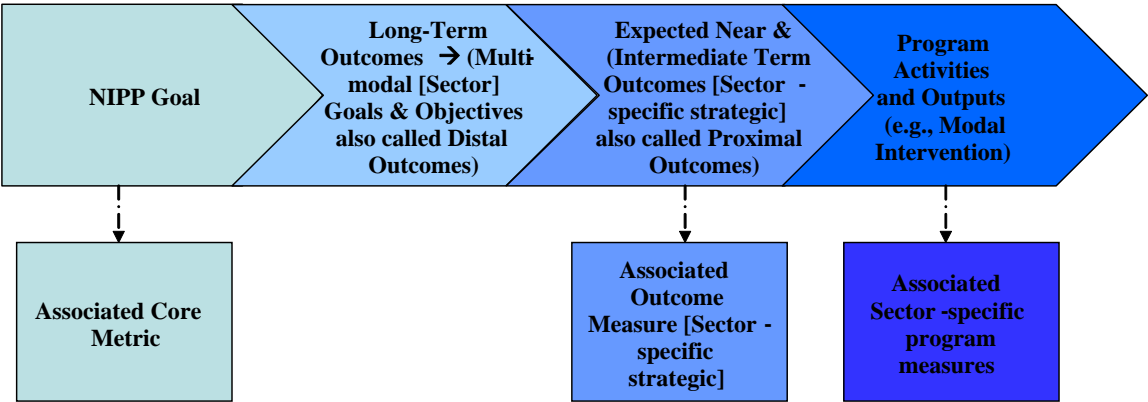 NIPP Goal
Long-Term
Outcomes → (Multi-
modal [Sector]
Goals & Objectives
also called Distal
Outcomes)
Expected Near &
(Intermediate Term
Outcomes [Sector -
specific strategic]
also called Proximal
Outcomes)
Program
Activities
and Outputs
(e.g., Modal
Intervention)
Associated Core
Metric
Associated
Outcome
Measure [Sector -
specific
strategic]
Associated
Sector -specific
program
measures